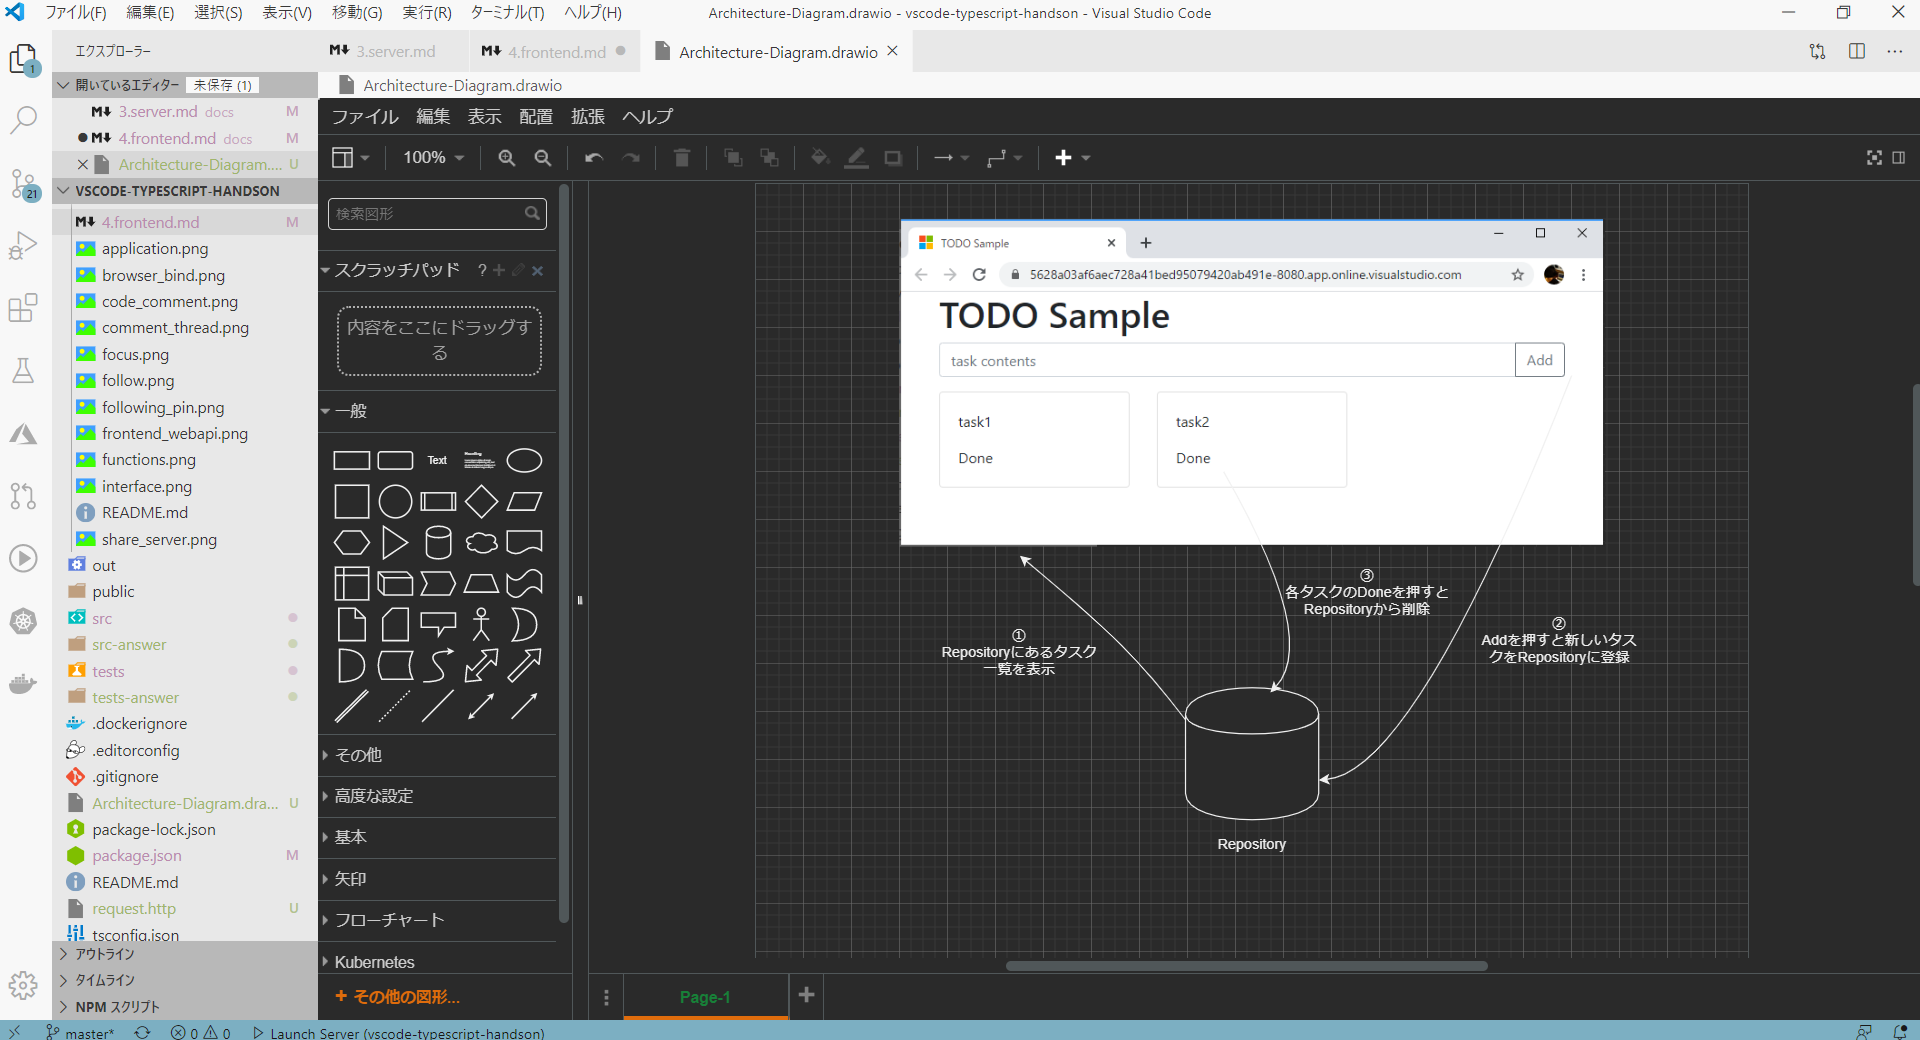 ファイル(F) 編集(E) 選択(S) 表示(V) 移動(G) 実行(R) ターミナル(T) ヘルプ(H)
Architecture-Diagram.drawio - vscode-typescript-handson - Visual Studio Code
エクスプローラー
3.server.md
4.frontend.md
Architecture-Diagram.drawio
1
開いているエディター 未保存 (1)
3.server.md docs M
4.frontend.md docs M
Architecture-Diagram.... U
VSCODE-TYPESCRIPT-HANDSON
21
4.frontend.md M
application.png
browser_bind.png
code_comment.png
comment_thread.png
focus.png
follow.png
following_pin.png
frontend_webapi.png
functions.png
interface.png
README.md
share_server.png
out
public
src
src-answer
tests
tests-answer
.dockerignore
.editorconfig
.gitignore
Architecture-Diagram.dra... U
package-lock.json
package.json M
README.md
request.http U
tsconfig.json
アウトライン
タイムライン
NPM スクリプト
Architecture-Diagram.drawio
ファイル 編集 表示 配置 拡張 ヘルプ
100%
検索図形
スクラッチパッド ?
内容をここにドラッグす
る
一般
Text
Heading
その他
高度な設定
基本
矢印
フローチャート
Kubernetes
+ その他の図形...
TODO Sample
5628a03af6aec728a41bed95079420ab491e-8080.app.online.visualstudio.com
TODO Sample
task contents
Add
task1
Done
task2
Done
①
Repositoryにあるタスク
一覧を表示
③
各タスクのDoneを押すと
Repositoryから削除
②
Addを押すと新しいタス
クをRepositoryに登録
Repository
Page-1
master* 0 0 Launch Server (vscode-typescript-handson)